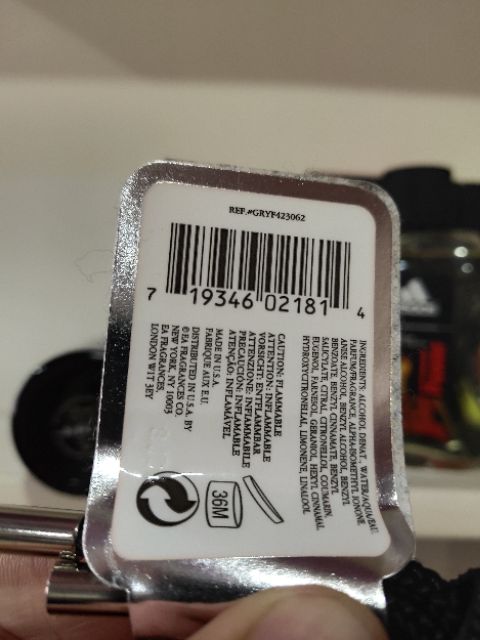 REF.#GRYF423062
7 19346 02181 4
INGREDIENTS: ALCOHOL DENAT., WATER/AQUA/EAU,
PARFUM/FRAGRANCE, ALPHA-ISOMETHYL IONONE,
ANISE ALCOHOL, BENZYL ALCOHOL, BENZYL
BENZOATE, BENZYL CINNAMATE, BENZYL
SALICYLATE, CITRAL, CITRONELLOL, COUMARIN,
EUGENOL, FARNESOL, GERANIOL, HEXYL CINNAMAL,
HYDROXYCITRONELLAL, LIMONENE, LINALOOL
CAUTION: FLAMMABLE
ATTENTION: INFLAMMABLE
VORSICHT: ENTFLAMMBAR
ATTENZIONE: INFIAMMABILE
PRECAUCIÓN: INFLAMABLE
ATENÇÃO: INFLAMÁVEL
MADE IN U.S.A.
FABRIQUÉ AUX E.U.
DISTRIBUTED IN U.S.A. BY
©EA FRAGRANCES CO.
NEW YORK, NY 10003
EA FRAGRANCES
LONDON W1T 3EY
36M
adidas